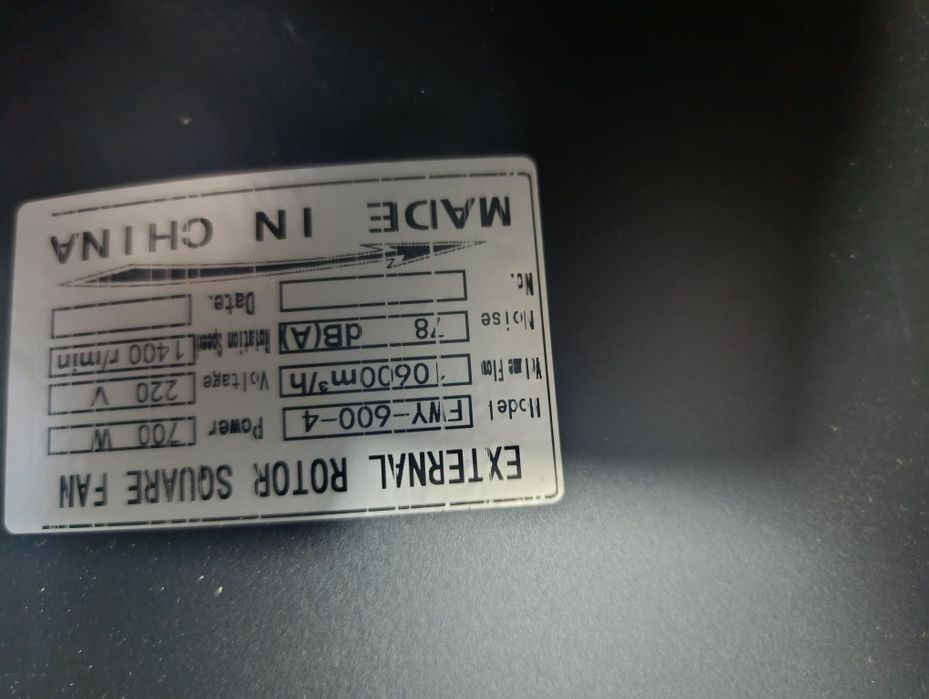 EXTERNAL ROTOR SQUARE FAN
Model FWY-600-4 Power 700 W
Volume Flow 10600m³/h Voltage 220 V
Noise 78 dB(A) Rotation Speed 1400 r/min
No. Date.
MADE IN CHINA